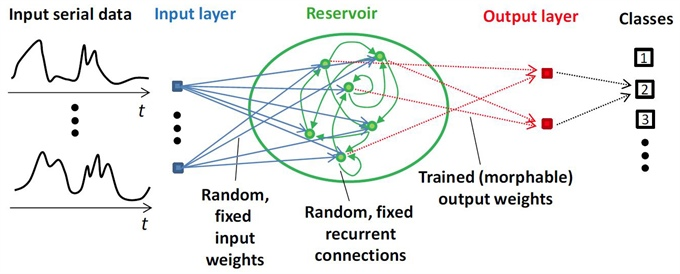 Input serial data
Input layer
Reservoir
Output layer
Classes
1
2
3
t
t
Random,
fixed
input
weights
Random, fixed
recurrent
connections
Trained (morphable)
output weights